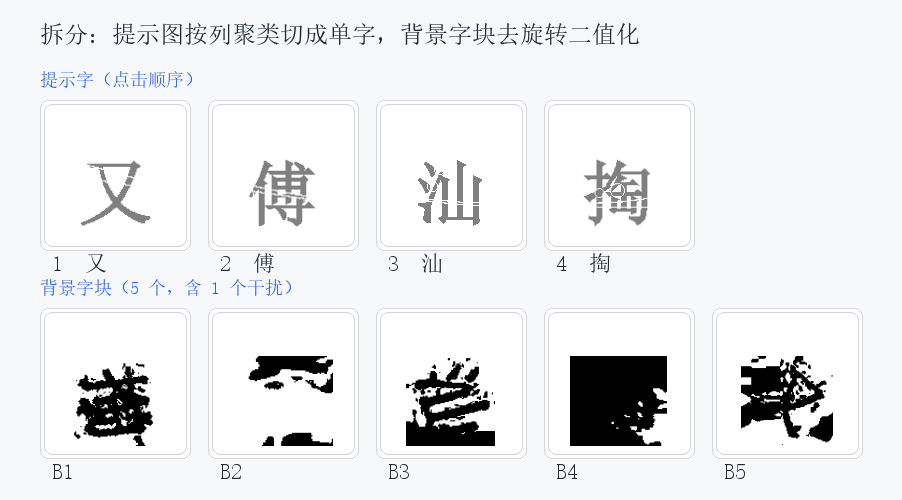 拆分：提示图按列聚类切成单字，背景字块去旋转二值化
提示字（点击顺序）
又 傅 汕 掏
1 又 2 傅 3 汕 4 掏
背景字块（5 个，含 1 个干扰）
B1 B2 B3 B4 B5